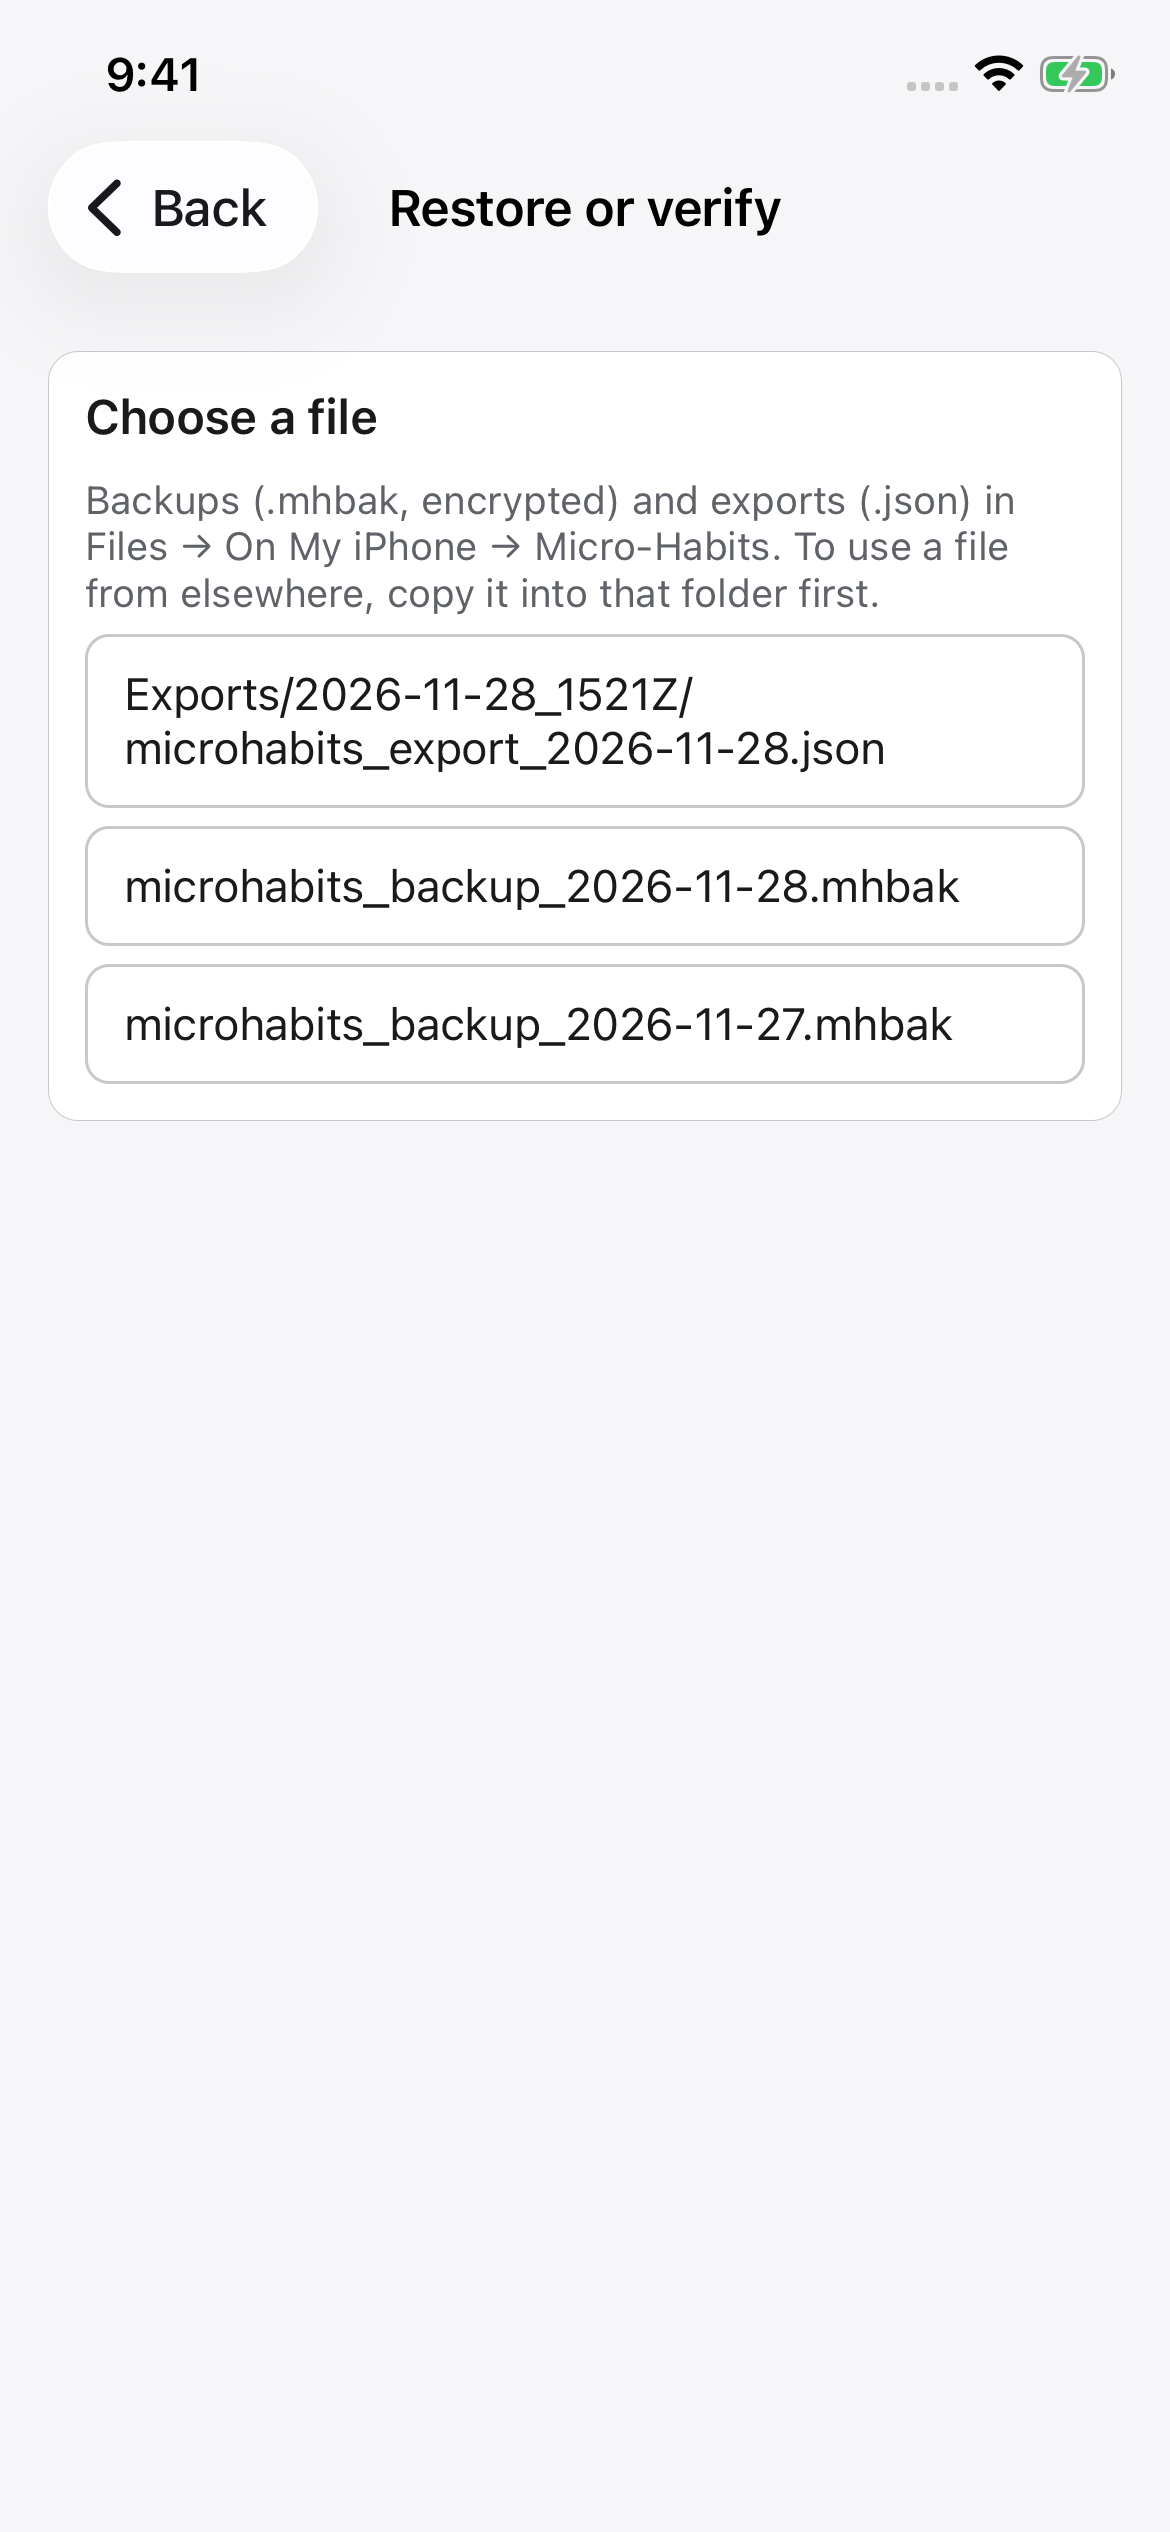 9:41
Back
Restore or verify
Choose a file
Backups (.mhbak, encrypted) and exports (.json) in
Files → On My iPhone → Micro-Habits. To use a file
from elsewhere, copy it into that folder first.
Exports/2026-11-28_1521Z/
microhabits_export_2026-11-28.json
microhabits_backup_2026-11-28.mhbak
microhabits_backup_2026-11-27.mhbak